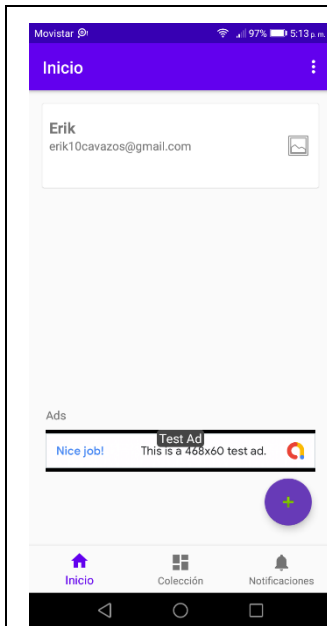 Movistar 97% 5:13 p. m.
Inicio
Erik
erik10cavazos@gmail.com
Ads
Test Ad
Nice job! This is a 468x60 test ad.
+
Inicio Colección Notificaciones